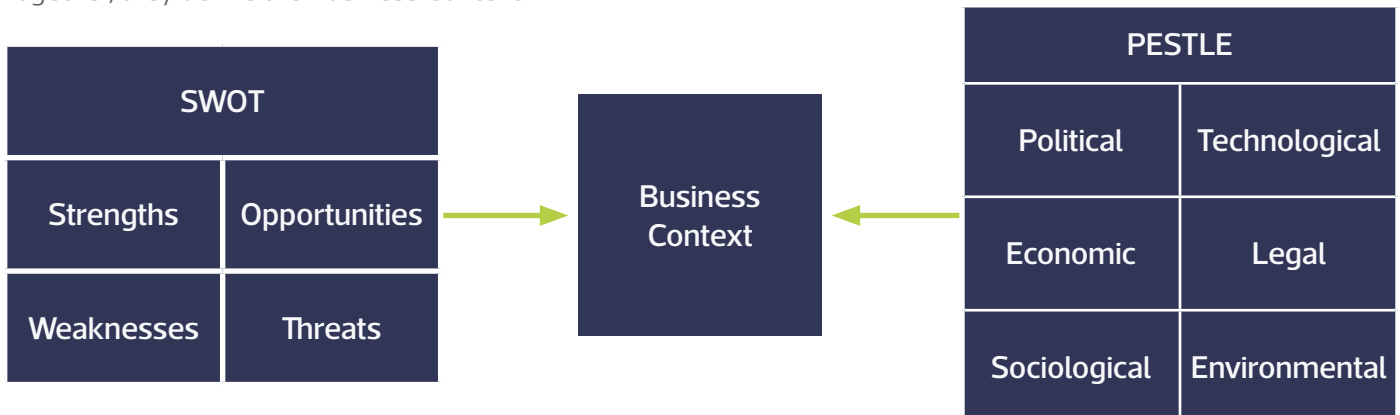 SWOT
Strengths
Opportunities
Weaknesses
Threats
Business
Context
PESTLE
Political
Technological
Economic
Legal
Sociological
Environmental